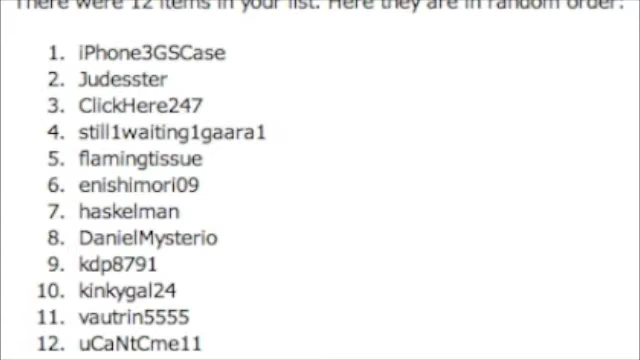 There were 12 items in your list. Here they are in random order:
1. iPhone3GSCase
2. Judesster
3. ClickHere247
4. still1waiting1gaara1
5. flamingtissue
6. enishimori09
7. haskelman
8. DanielMysterio
9. kdp8791
10. kinkygal24
11. vautrin5555
12. uCaNtCme11